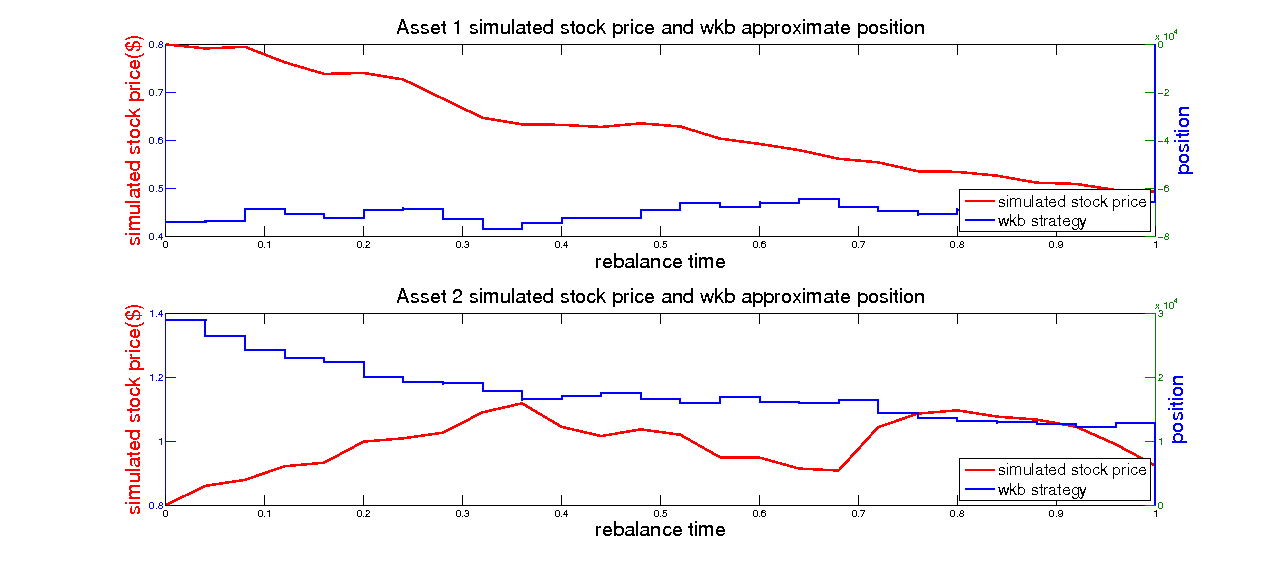 Asset 1 simulated stock price and wkb approximate position
x 10^4
simulated stock price($)
0.8
0.7
0.6
0.5
0.4
0
-2
-4
-6
-8
position
simulated stock price
wkb strategy
0 0.1 0.2 0.3 0.4 0.5 0.6 0.7 0.8 0.9 1
rebalance time
Asset 2 simulated stock price and wkb approximate position
x 10^4
simulated stock price($)
1.4
1.2
1
0.8
3
2
1
0
position
simulated stock price
wkb strategy
0 0.1 0.2 0.3 0.4 0.5 0.6 0.7 0.8 0.9 1
rebalance time